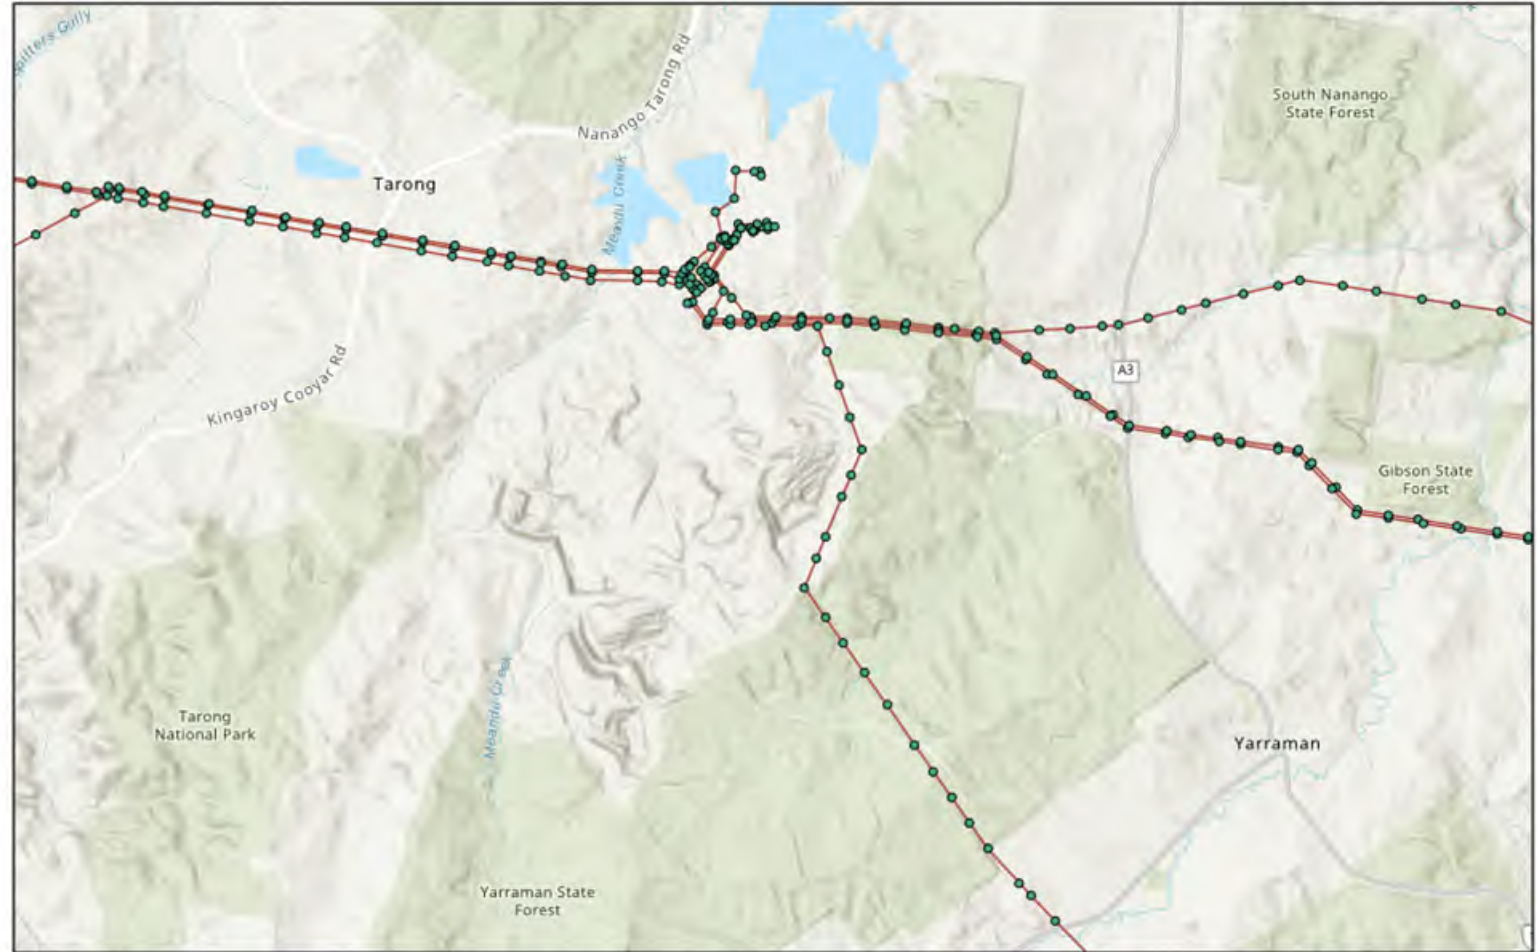 Spitters Gully
Nanango Tarong Rd
South Nanango
State Forest
Tarong
Meandu Creek
A3
Kingaroy Cooyar Rd
Gibson State
Forest
Meandu Creek
Tarong
National Park
Yarraman
Yarraman State
Forest